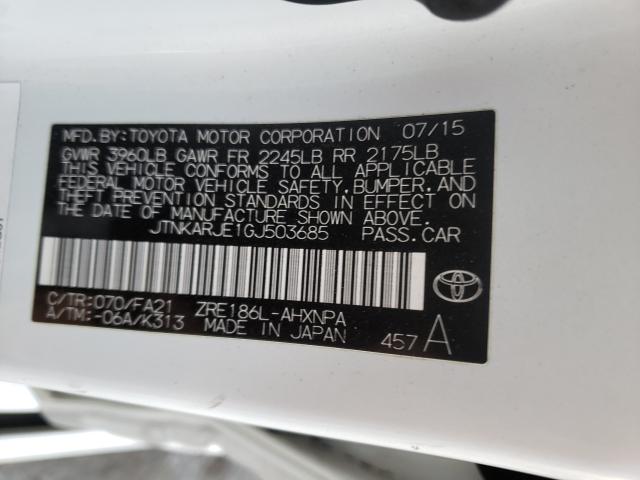 MFD.BY:TOYOTA MOTOR CORPORATION 07/15
GVWR 3960LB GAWR FR 2245LB RR 2175LB
THIS VEHICLE CONFORMS TO ALL APPLICABLE
FEDERAL MOTOR VEHICLE SAFETY,BUMPER,AND
THEFT PREVENTION STANDARDS IN EFFECT ON
THE DATE OF MANUFACTURE SHOWN ABOVE.
JTNKARJE1GJ503685 PASS.CAR
C/TR:070/FA21 ZRE186L-AHXNPA
A/TM:-06A/K313 MADE IN JAPAN 457A